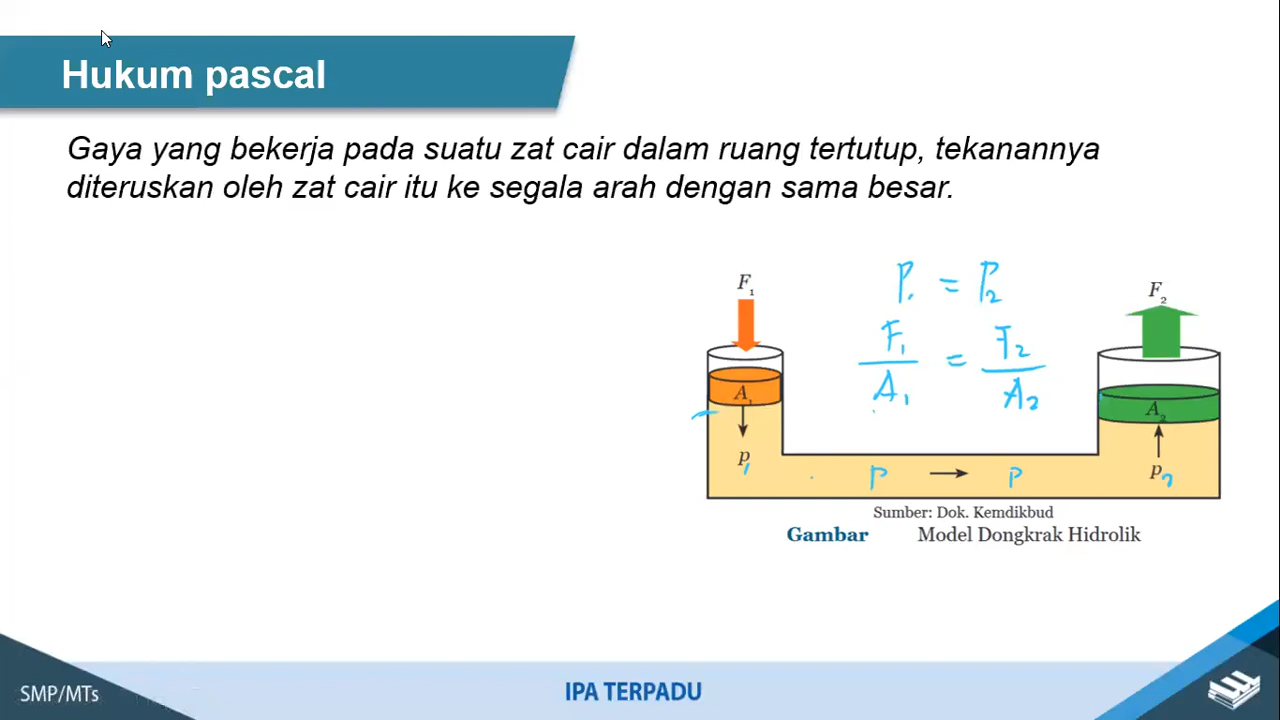 Hukum pascal
Gaya yang bekerja pada suatu zat cair dalam ruang tertutup, tekanannya
diteruskan oleh zat cair itu ke segala arah dengan sama besar.
F₁
P₁ = P₂
F₂
F₁/A₁ = F₂/A₂
A₁
A₂
p₁
p → p
p₂
Sumber: Dok. Kemdikbud
Gambar Model Dongkrak Hidrolik
SMP/MTs
IPA TERPADU